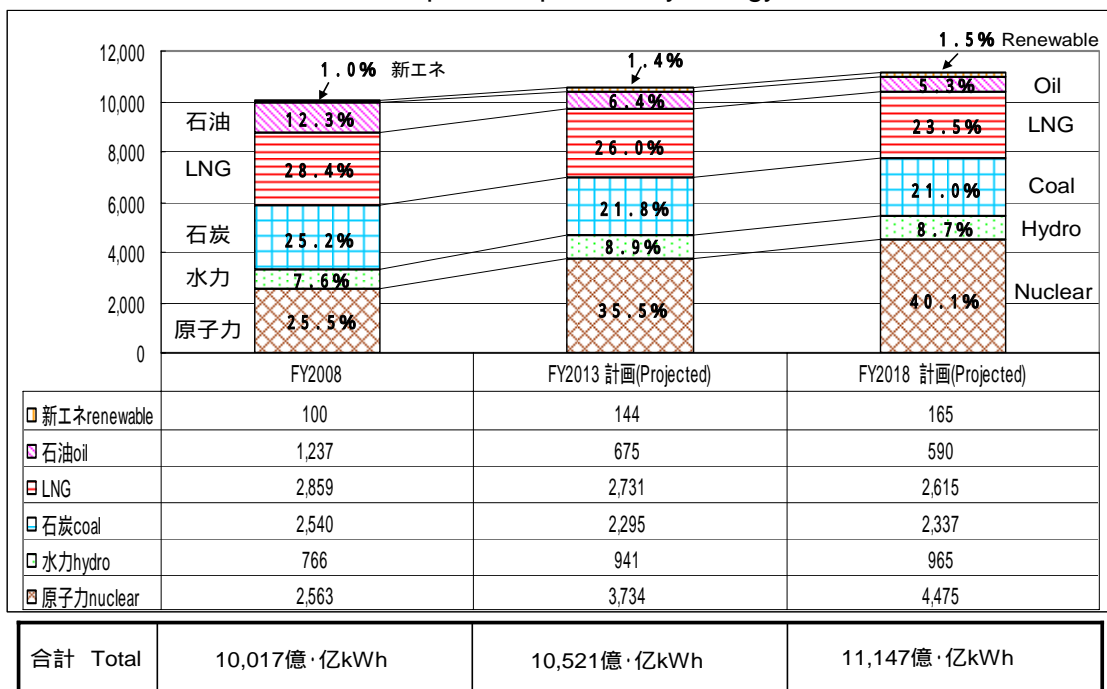 1.5% Renewable
12,000
1.0% 新エネ
1.4%
10,000
8,000
6,000
4,000
2,000
0
石油
LNG
石炭
水力
原子力
12.3%
28.4%
25.2%
7.6%
25.5%
6.4%
26.0%
21.8%
8.9%
35.5%
5.3%
23.5%
21.0%
8.7%
40.1%
Oil
LNG
Coal
Hydro
Nuclear
FY2008 FY2013 計画(Projected) FY2018 計画(Projected)
新エネrenewable 100 144 165
石油oil 1,237 675 590
LNG 2,859 2,731 2,615
石炭coal 2,540 2,295 2,337
水力hydro 766 941 965
原子力nuclear 2,563 3,734 4,475
合計 Total 10,017億·亿kWh 10,521億·亿kWh 11,147億·亿kWh